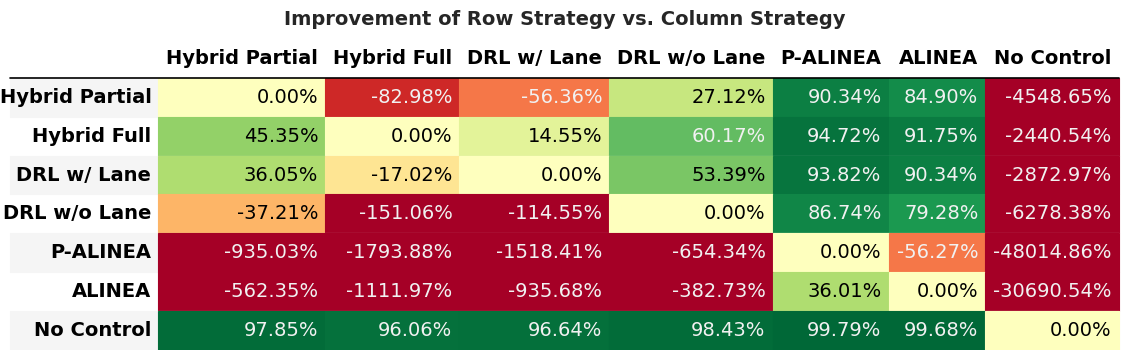 Improvement of Row Strategy vs. Column Strategy
Hybrid Partial Hybrid Full DRL w/ Lane DRL w/o Lane P-ALINEA ALINEA No Control
Hybrid Partial 0.00% -82.98% -56.36% 27.12% 90.34% 84.90% -4548.65%
Hybrid Full 45.35% 0.00% 14.55% 60.17% 94.72% 91.75% -2440.54%
DRL w/ Lane 36.05% -17.02% 0.00% 53.39% 93.82% 90.34% -2872.97%
DRL w/o Lane -37.21% -151.06% -114.55% 0.00% 86.74% 79.28% -6278.38%
P-ALINEA -935.03% -1793.88% -1518.41% -654.34% 0.00% -56.27% -48014.86%
ALINEA -562.35% -1111.97% -935.68% -382.73% 36.01% 0.00% -30690.54%
No Control 97.85% 96.06% 96.64% 98.43% 99.79% 99.68% 0.00%